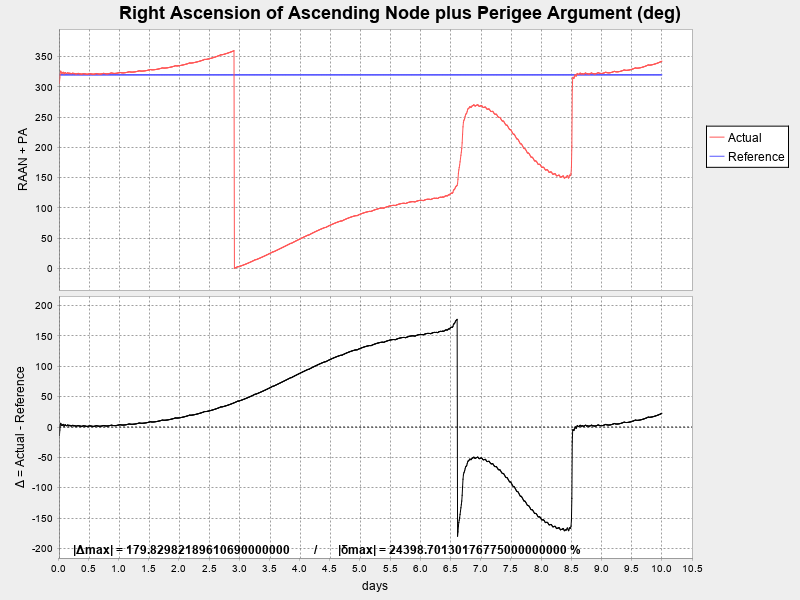 Right Ascension of Ascending Node plus Perigee Argument (deg)
RAAN + PA
350
300
250
200
150
100
50
0
Actual
Reference
Δ = Actual - Reference
200
150
100
50
0
-50
-100
-150
-200
|Δmax| = 179.82982189610690000000 / |δmax| = 24398.70130176775000000000 %
0.0 0.5 1.0 1.5 2.0 2.5 3.0 3.5 4.0 4.5 5.0 5.5 6.0 6.5 7.0 7.5 8.0 8.5 9.0 9.5 10.0 10.5
days